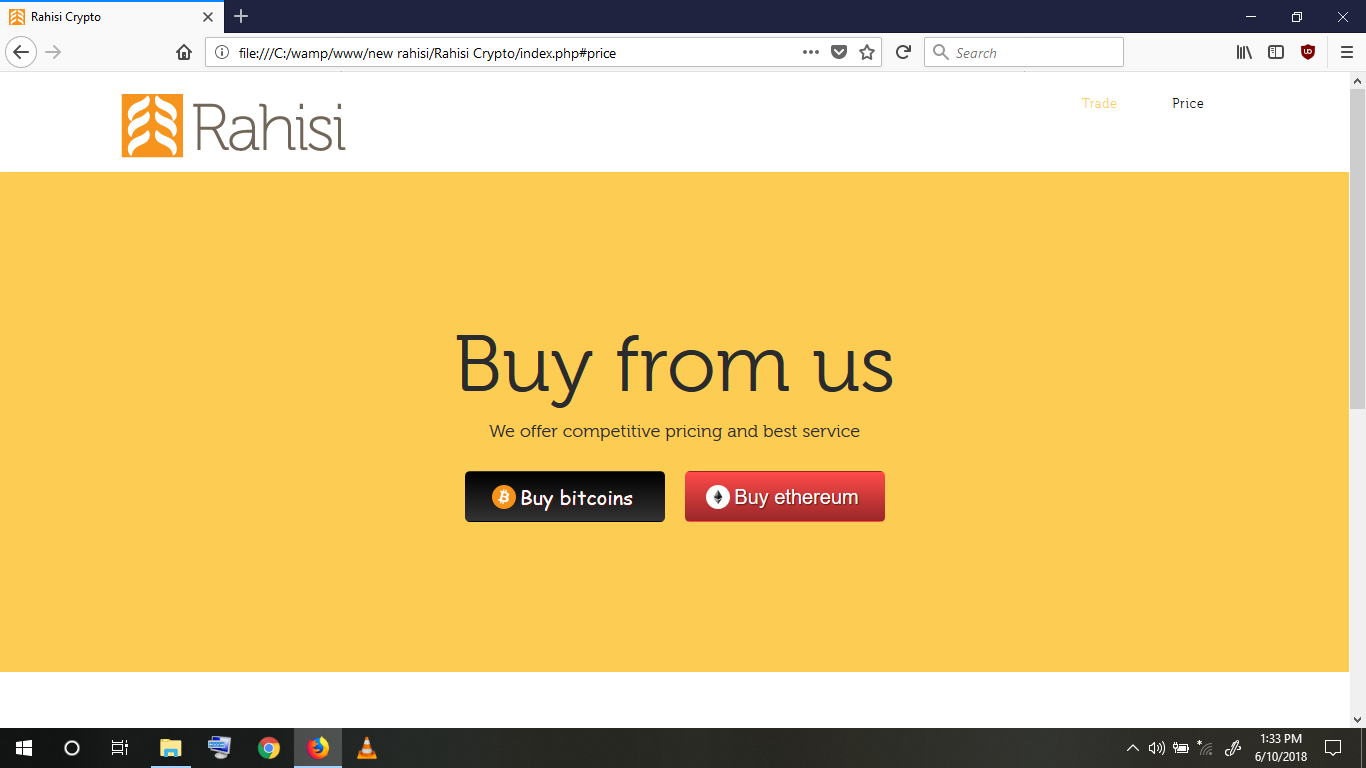 Rahisi Crypto
file:///C:/wamp/www/new rahisi/Rahisi Crypto/index.php#price
Search
Rahisi
Trade
Price
Buy from us
We offer competitive pricing and best service
Buy bitcoins
Buy ethereum
1:33 PM
6/10/2018